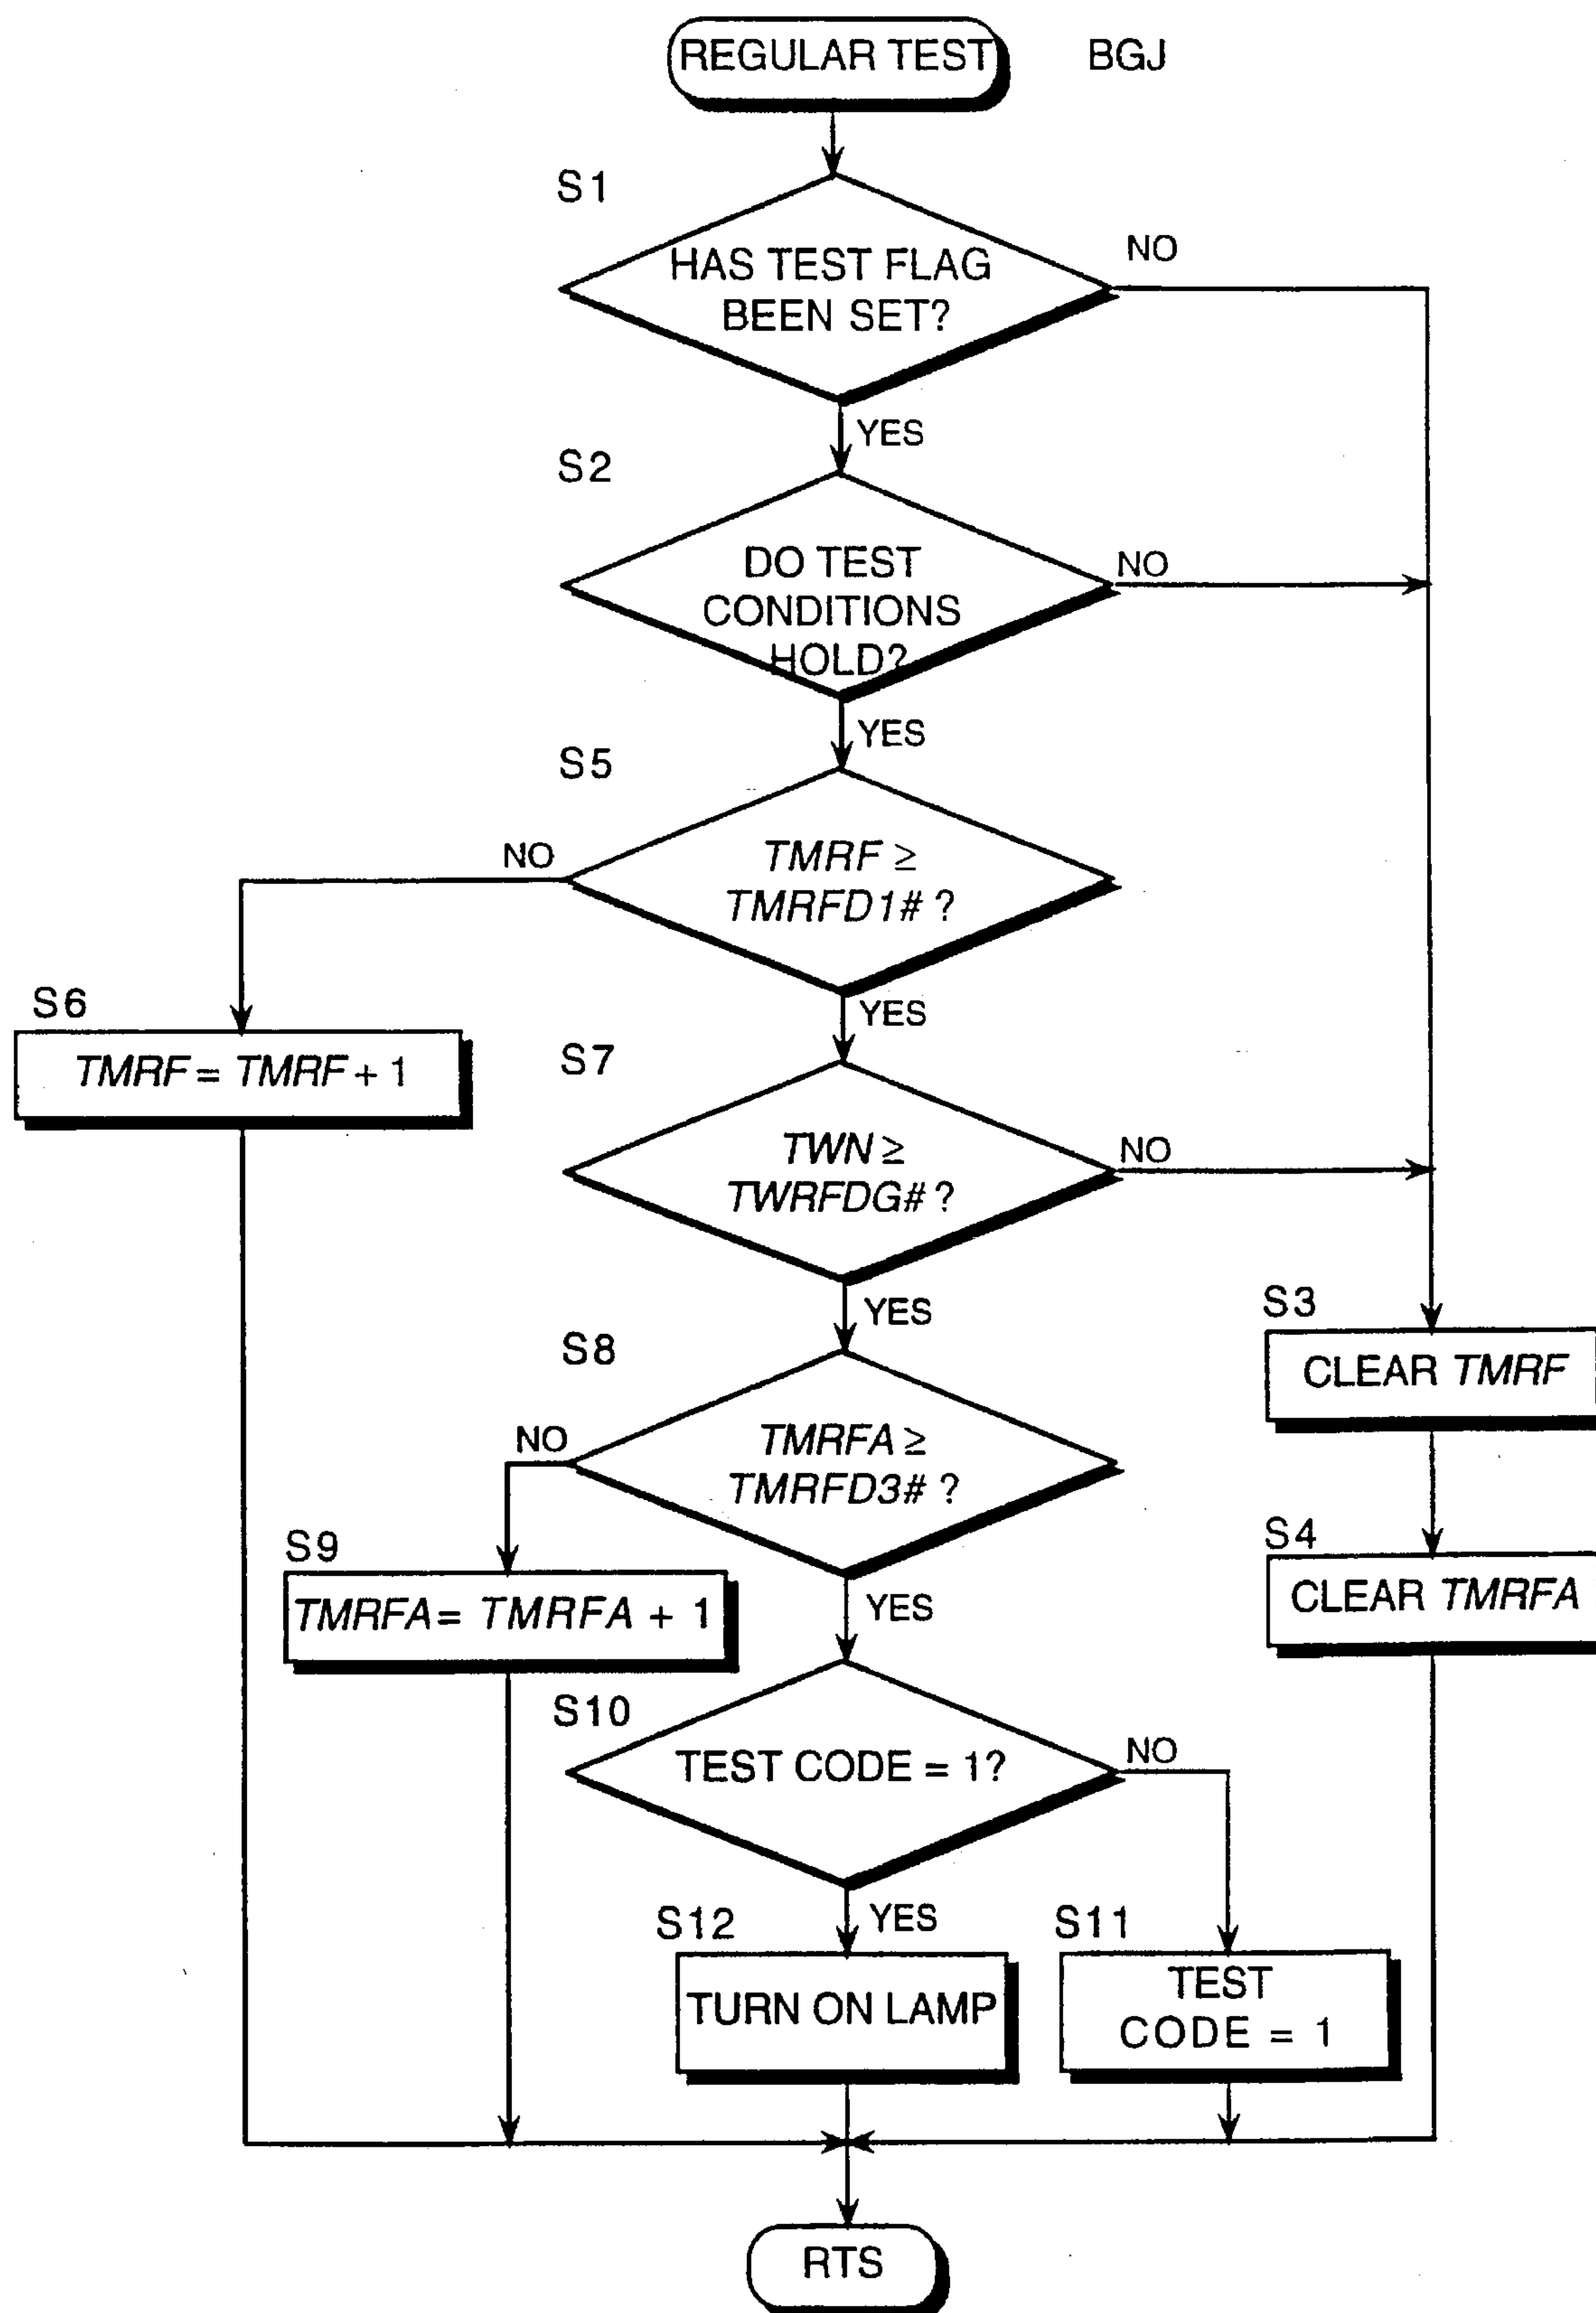 REGULAR TEST BGJ
S1
HAS TEST FLAG
BEEN SET?
NO
YES
S2
DO TEST
CONDITIONS
HOLD?
NO
YES
S5
TMRF ≥
TMRFD1# ?
NO
YES
S6
TMRF = TMRF + 1
S7
TWN ≥
TWRFDG# ?
NO
YES
S3
CLEAR TMRF
S8
TMRFA ≥
TMRFD3# ?
NO
YES
S4
CLEAR TMRFA
S9
TMRFA = TMRFA + 1
S10
TEST CODE = 1?
NO
YES
S12
TURN ON LAMP
S11
TEST
CODE = 1
RTS